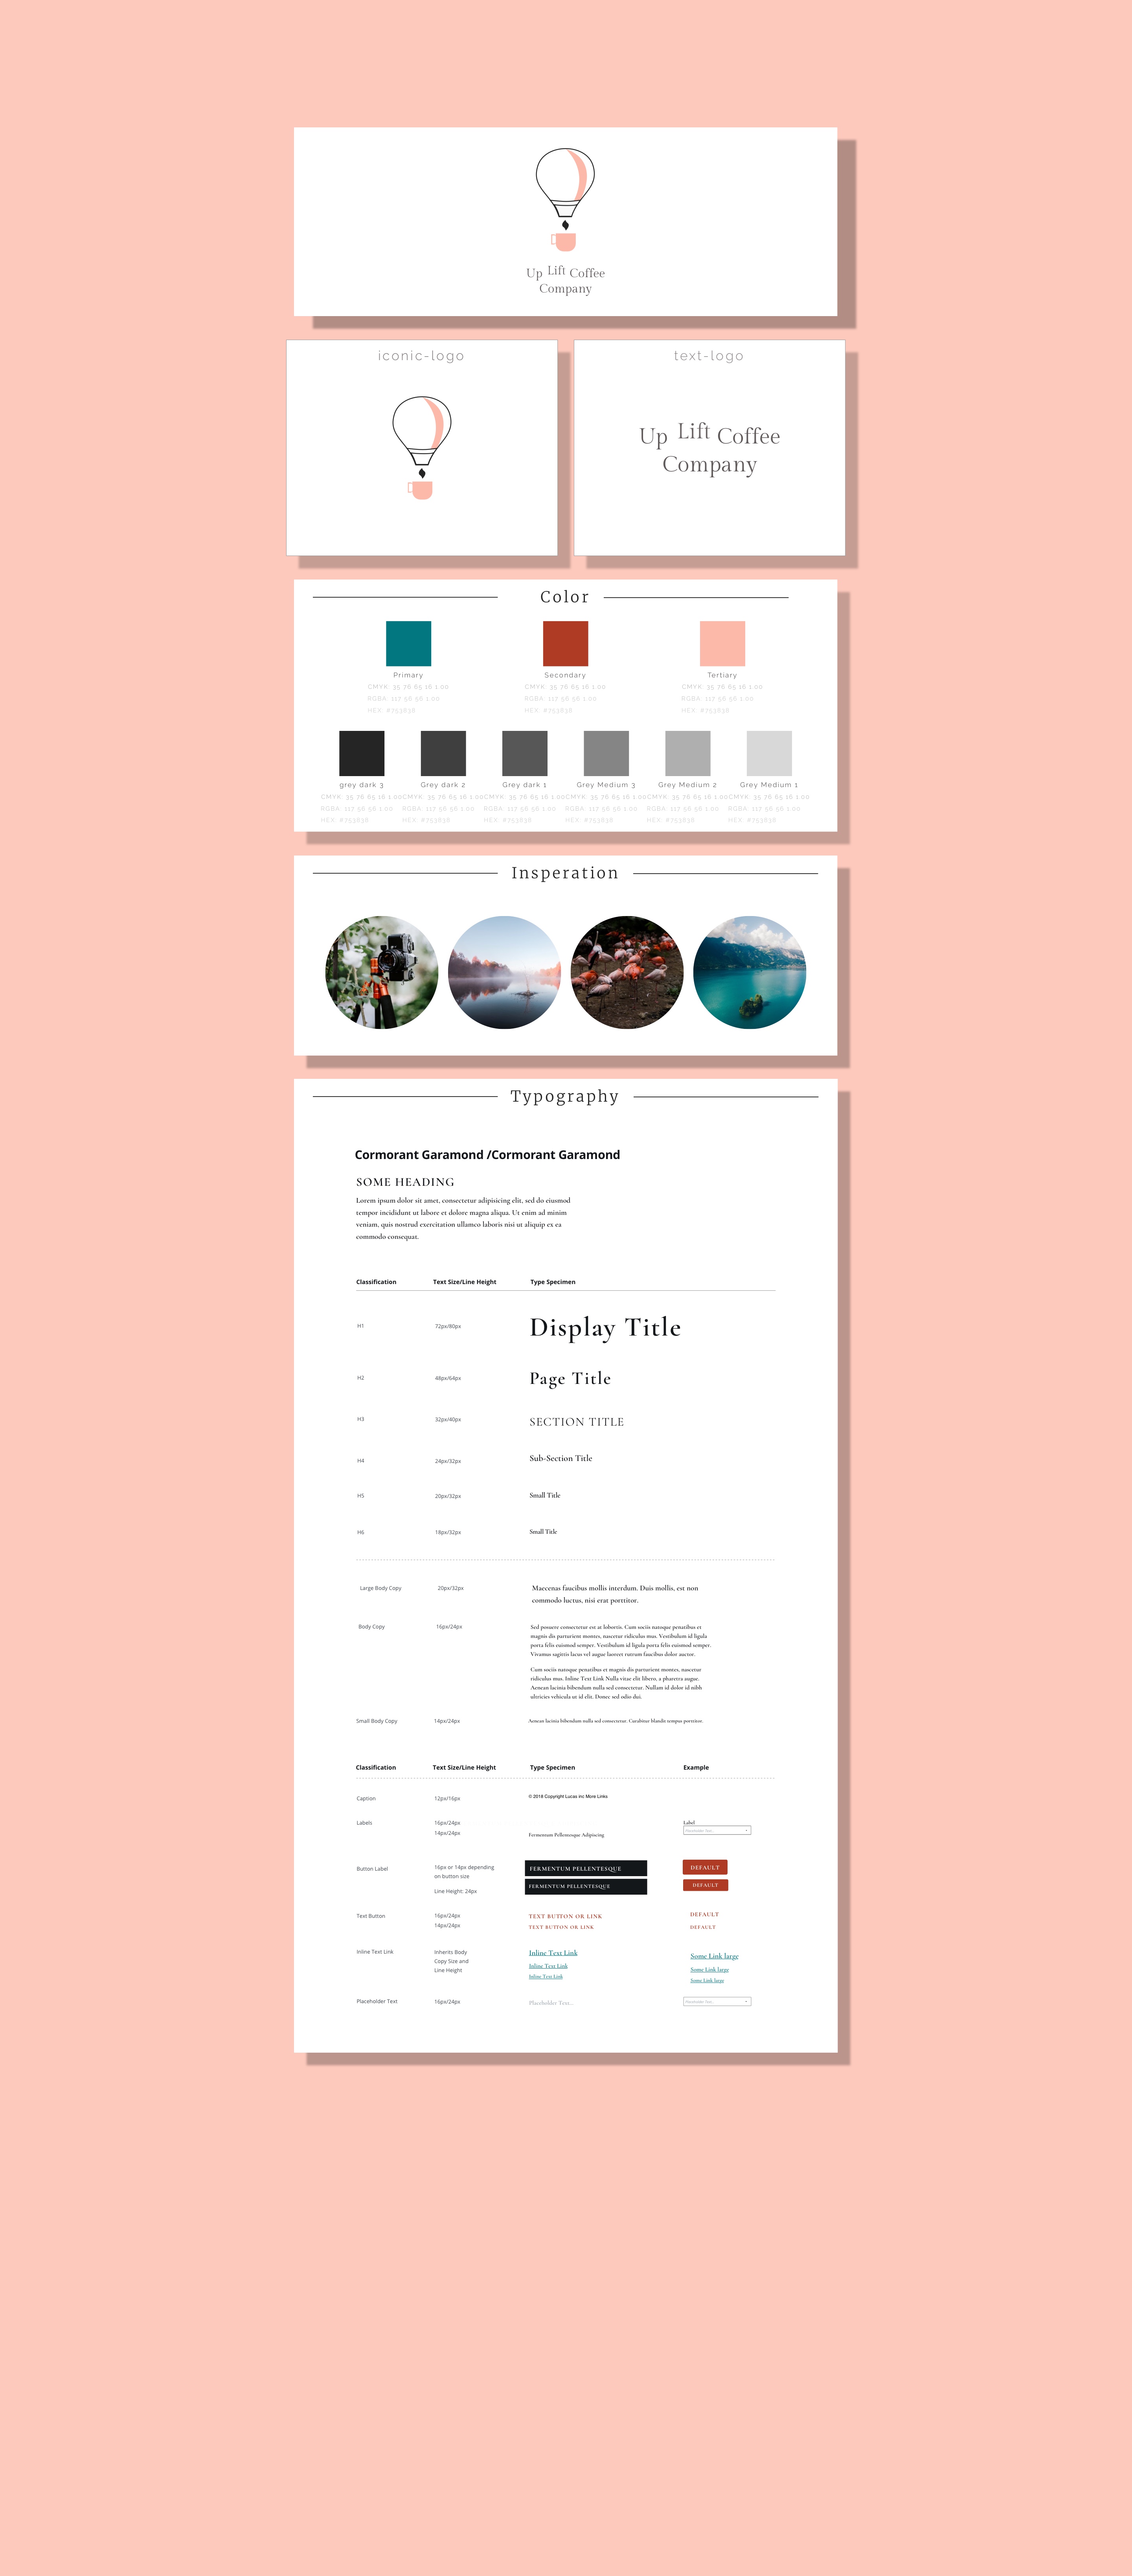 Up Lift Coffee
Company
iconic-logo
text-logo
Up Lift Coffee
Company
Color
Primary
CMYK: 35 76 65 16 1.00
RGBA: 117 56 56 1.00
HEX: #753838
Secondary
CMYK: 35 76 65 16 1.00
RGBA: 117 56 56 1.00
HEX: #753838
Tertiary
CMYK: 35 76 65 16 1.00
RGBA: 117 56 56 1.00
HEX: #753838
grey dark 3
CMYK: 35 76 65 16 1.00
RGBA: 117 56 56 1.00
HEX: #753838
Grey dark 2
CMYK: 35 76 65 16 1.00
RGBA: 117 56 56 1.00
HEX: #753838
Grey dark 1
CMYK: 35 76 65 16 1.00
RGBA: 117 56 56 1.00
HEX: #753838
Grey Medium 3
CMYK: 35 76 65 16 1.00
RGBA: 117 56 56 1.00
HEX: #753838
Grey Medium 2
CMYK: 35 76 65 16 1.00
RGBA: 117 56 56 1.00
HEX: #753838
Grey Medium 1
CMYK: 35 76 65 16 1.00
RGBA: 117 56 56 1.00
HEX: #753838
Insperation
Typography
Cormorant Garamond /Cormorant Garamond
SOME HEADING
Lorem ipsum dolor sit amet, consectetur adipisicing elit, sed do eiusmod
tempor incididunt ut labore et dolore magna aliqua. Ut enim ad minim
veniam, quis nostrud exercitation ullamco laboris nisi ut aliquip ex ea
commodo consequat.
Classification Text Size/Line Height Type Specimen
H1 72px/80px Display Title
H2 48px/64px Page Title
H3 32px/40px SECTION TITLE
H4 24px/32px Sub-Section Title
H5 20px/32px Small Title
H6 18px/32px Small Title
Large Body Copy 20px/32px Maecenas faucibus mollis interdum. Duis mollis, est non
commodo luctus, nisi erat porttitor.
Body Copy 16px/24px Sed posuere consectetur est at lobortis. Cum sociis natoque penatibus et
magnis dis parturient montes, nascetur ridiculus mus. Vestibulum id ligula
porta felis euismod semper. Vestibulum id ligula porta felis euismod semper.
Vivamus sagittis lacus vel augue laoreet rutrum faucibus dolor auctor.
Cum sociis natoque penatibus et magnis dis parturient montes, nascetur
ridiculus mus. Inline Text Link Nulla vitae elit libero, a pharetra augue.
Aenean lacinia bibendum nulla sed consectetur. Nullam id dolor id nibh
ultricies vehicula ut id elit. Donec sed odio dui.
Small Body Copy 14px/24px Aenean lacinia bibendum nulla sed consectetur. Curabitur blandit tempus porttitor.
Classification Text Size/Line Height Type Specimen Example
Caption 12px/16px © 2018 Copyright Lucas inc More Links
Labels 16px/24px
14px/24px Fermentum Pellentesque Adipiscing
Label
Placeholder Text...
Button Label 16px or 14px depending
on button size
Line Height: 24px
FERMENTUM PELLENTESQUE DEFAULT
FERMENTUM PELLENTESQUE DEFAULT
Text Button 16px/24px TEXT BUTTON OR LINK DEFAULT
14px/24px TEXT BUTTON OR LINK DEFAULT
Inline Text Link Inherits Body
Copy Size and
Line Height
Inline Text Link Some Link large
Inline Text Link Some Link large
Inline Text Link Some Link large
Placeholder Text 16px/24px Placeholder Text... Placeholder Text...